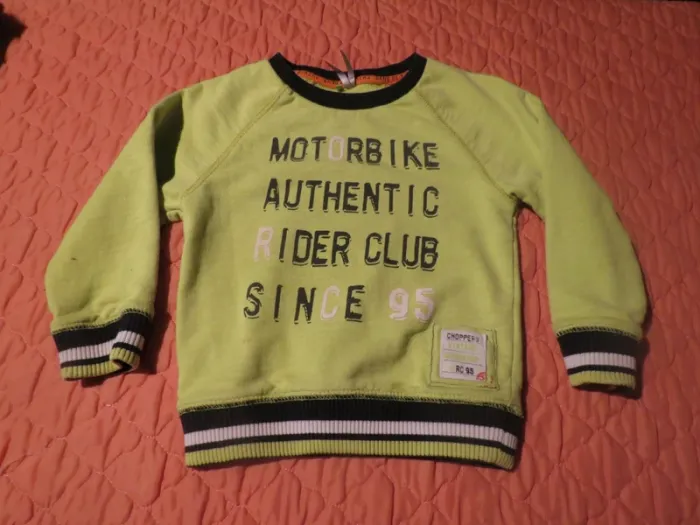 MOTORBIKE
AUTHENTIC
RIDER CLUB
SINCE 95
CHOPPERS
RC 95